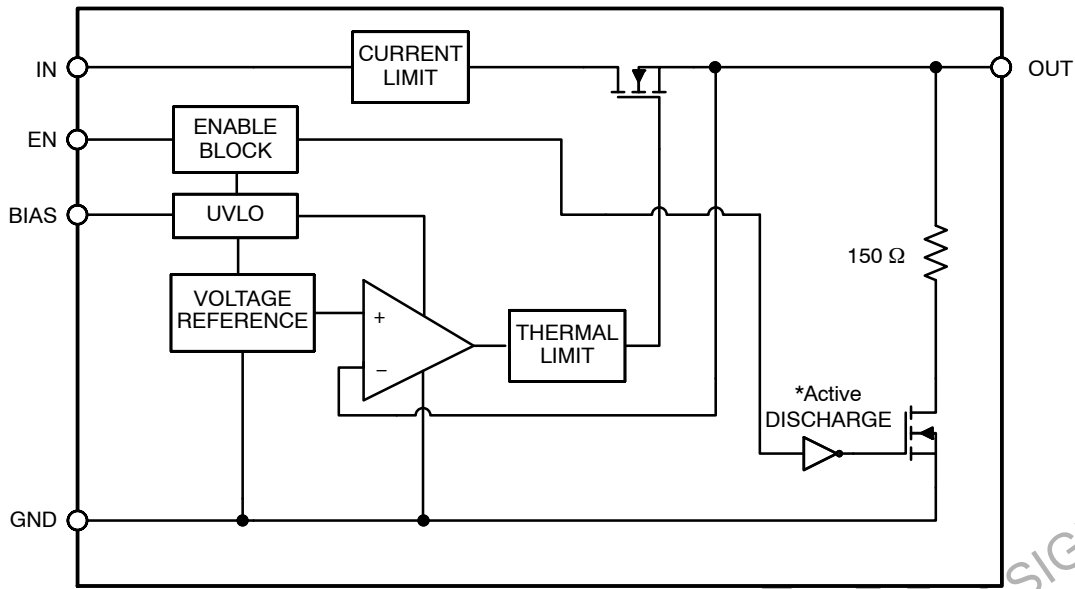 IN
CURRENT
LIMIT
OUT
EN
ENABLE
BLOCK
BIAS
UVLO
150 Ω
VOLTAGE
REFERENCE
+
−
THERMAL
LIMIT
*Active
DISCHARGE
GND